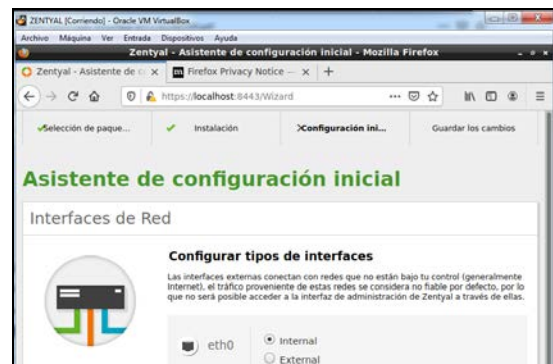 ZENTYAL [Corriendo] - Oracle VM VirtualBox
Archivo Máquina Ver Entrada Dispositivos Ayuda
Zentyal - Asistente de configuración inicial - Mozilla Firefox
Zentyal - Asistente de c
Firefox Privacy Notice —
https://localhost:8443/Wizard
Selección de paque...
Instalación
Configuración ini...
Guardar los cambios
Asistente de configuración inicial
Interfaces de Red
Configurar tipos de interfaces
Las interfaces externas conectan con redes que no están bajo tu control (generalmente
Internet), el tráfico proveniente de estas redes se considera no fiable por defecto, por lo
que no será posible acceder a la interfaz de administración de Zentyal a través de ellas.
eth0
Internal
External